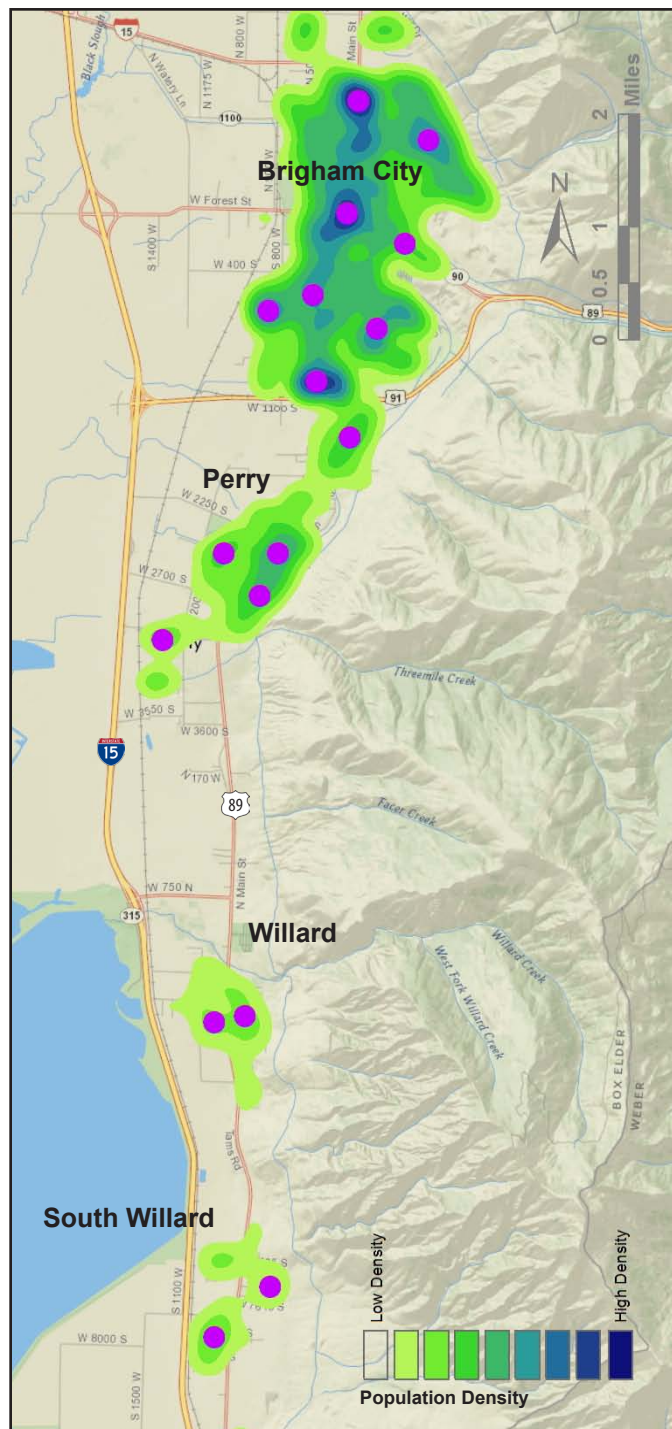 15
Black Slough
N Watery Ln
N 1175 W
N 800 W
Main St
1100
Brigham City
W Forest St
S 1400 W
S 800 W
W 400 S
90
89
N
Miles
2
1
0.5
0
91
W 1100 S
Perry
W 2250 S
W 2700 S
W 3550 S
W 3600 S
Threemile Creek
15
N 170 W
89
Facer Creek
N Main St
W 750 N
315
Willard
Willard Creek
West Fork Willard Creek
BOX ELDER
WEBER
South Willard
S 1100 W
W 8000 S
S 1500 W
Low Density
High Density
Population Density